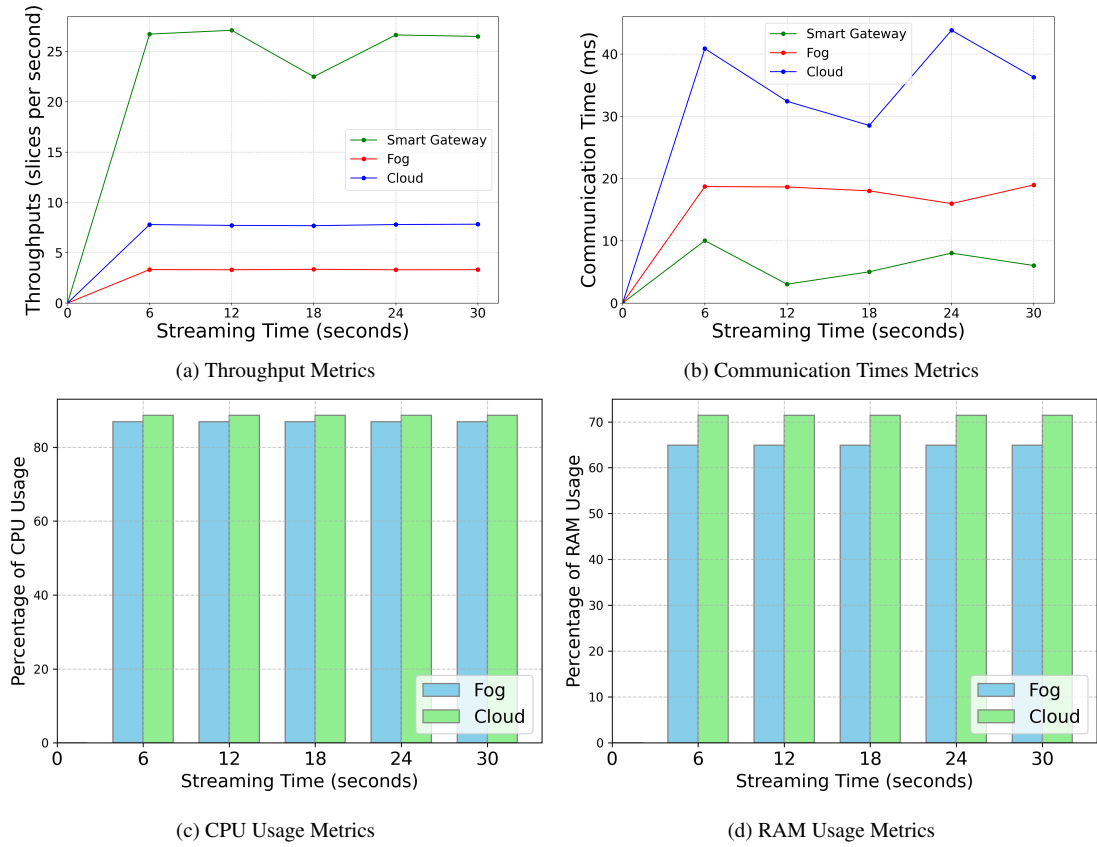 Throughputs (slices per second)
25
20
15
10
5
0
Smart Gateway
Fog
Cloud
0 6 12 18 24 30
Streaming Time (seconds)
(a) Throughput Metrics
Communication Time (ms)
40
30
20
10
0
Smart Gateway
Fog
Cloud
0 6 12 18 24 30
Streaming Time (seconds)
(b) Communication Times Metrics
Percentage of CPU Usage
80
60
40
20
0
Fog
Cloud
0 6 12 18 24 30
Streaming Time (seconds)
(c) CPU Usage Metrics
Percentage of RAM Usage
70
60
50
40
30
20
10
0
Fog
Cloud
0 6 12 18 24 30
Streaming Time (seconds)
(d) RAM Usage Metrics